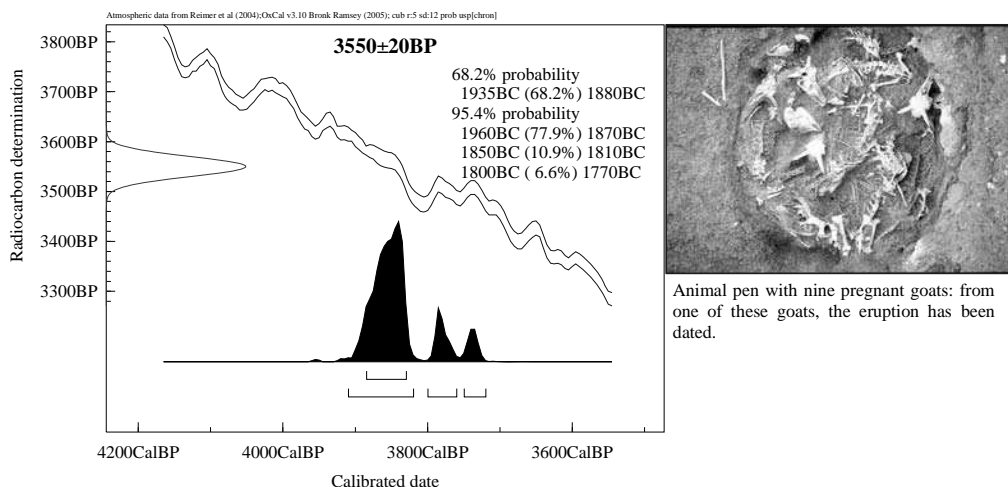 Atmospheric data from Reimer et al (2004);OxCal v3.10 Bronk Ramsey (2005); cub r:5 sd:12 prob usp[chron]
3550±20BP
68.2% probability
1935BC (68.2%) 1880BC
95.4% probability
1960BC (77.9%) 1870BC
1850BC (10.9%) 1810BC
1800BC ( 6.6%) 1770BC
Radiocarbon determination
3800BP
3700BP
3600BP
3500BP
3400BP
3300BP
4200CalBP 4000CalBP 3800CalBP 3600CalBP
Calibrated date
Animal pen with nine pregnant goats: from
one of these goats, the eruption has been
dated.